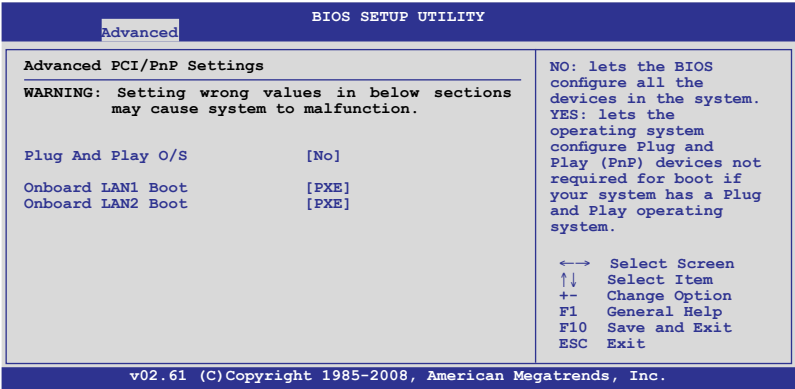 BIOS SETUP UTILITY
Advanced
Advanced PCI/PnP Settings
WARNING: Setting wrong values in below sections
may cause system to malfunction.
Plug And Play O/S [No]
Onboard LAN1 Boot [PXE]
Onboard LAN2 Boot [PXE]
NO: lets the BIOS
configure all the
devices in the system.
YES: lets the
operating system
configure Plug and
Play (PnP) devices not
required for boot if
your system has a Plug
and Play operating
system.
←→ Select Screen
↑↓ Select Item
+- Change Option
F1 General Help
F10 Save and Exit
ESC Exit
v02.61 (C)Copyright 1985-2008, American Megatrends, Inc.